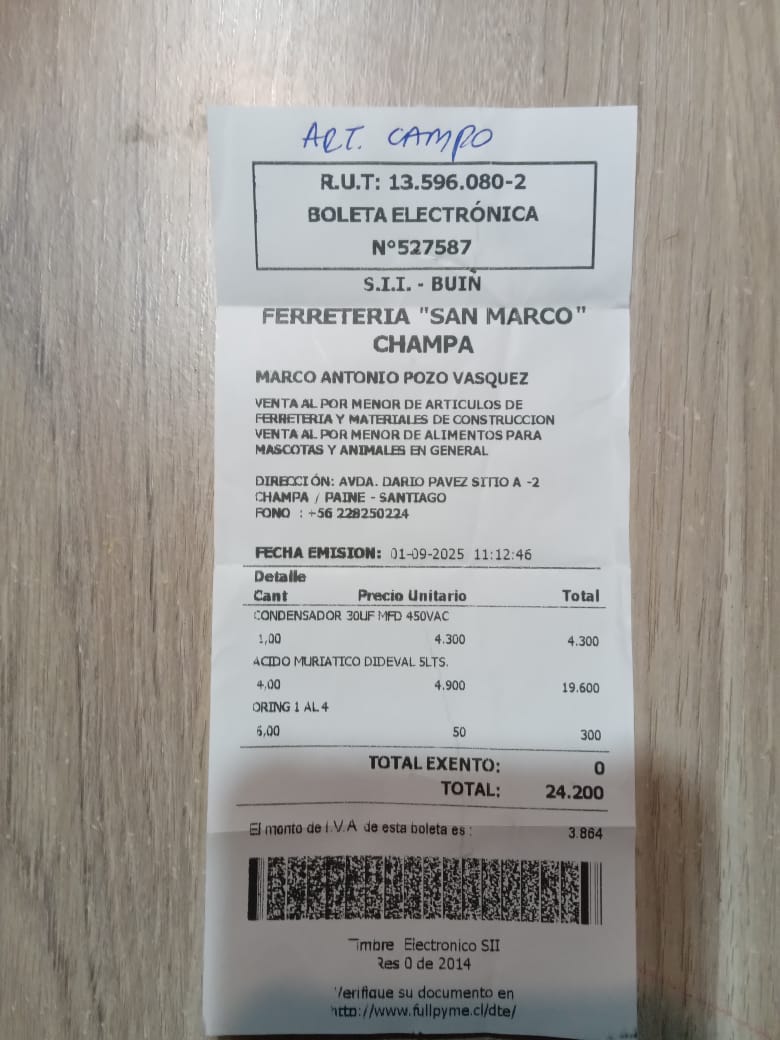 ART. CAMPO
R.U.T: 13.596.080-2
BOLETA ELECTRÓNICA
N°527587
S.I.I. - BUIN
FERRETERIA "SAN MARCO"
CHAMPA
MARCO ANTONIO POZO VASQUEZ
VENTA AL POR MENOR DE ARTICULOS DE
FERRETERIA Y MATERIALES DE CONSTRUCCION
VENTA AL POR MENOR DE ALIMENTOS PARA
MASCOTAS Y ANIMALES EN GENERAL
DIRECCIÓN: AVDA. DARIO PAVEZ SITIO A -2
CHAMPA / PAINE - SANTIAGO
FONO : +56 228250224
FECHA EMISION: 01-09-2025 11:12:46
Detalle
Cant Precio Unitario Total
CONDENSADOR 30UF MFD 450VAC
1,00 4.300 4.300
ACIDO MURIATICO DIDEVAL 5LTS.
4,00 4.900 19.600
ORING 1 AL 4
6,00 50 300
TOTAL EXENTO: 0
TOTAL: 24.200
El monto de I.V.A de esta boleta es : 3.864
Timbre Electronico SII
Res 0 de 2014
Verifique su documento en
http://www.fullpyme.cl/dte/